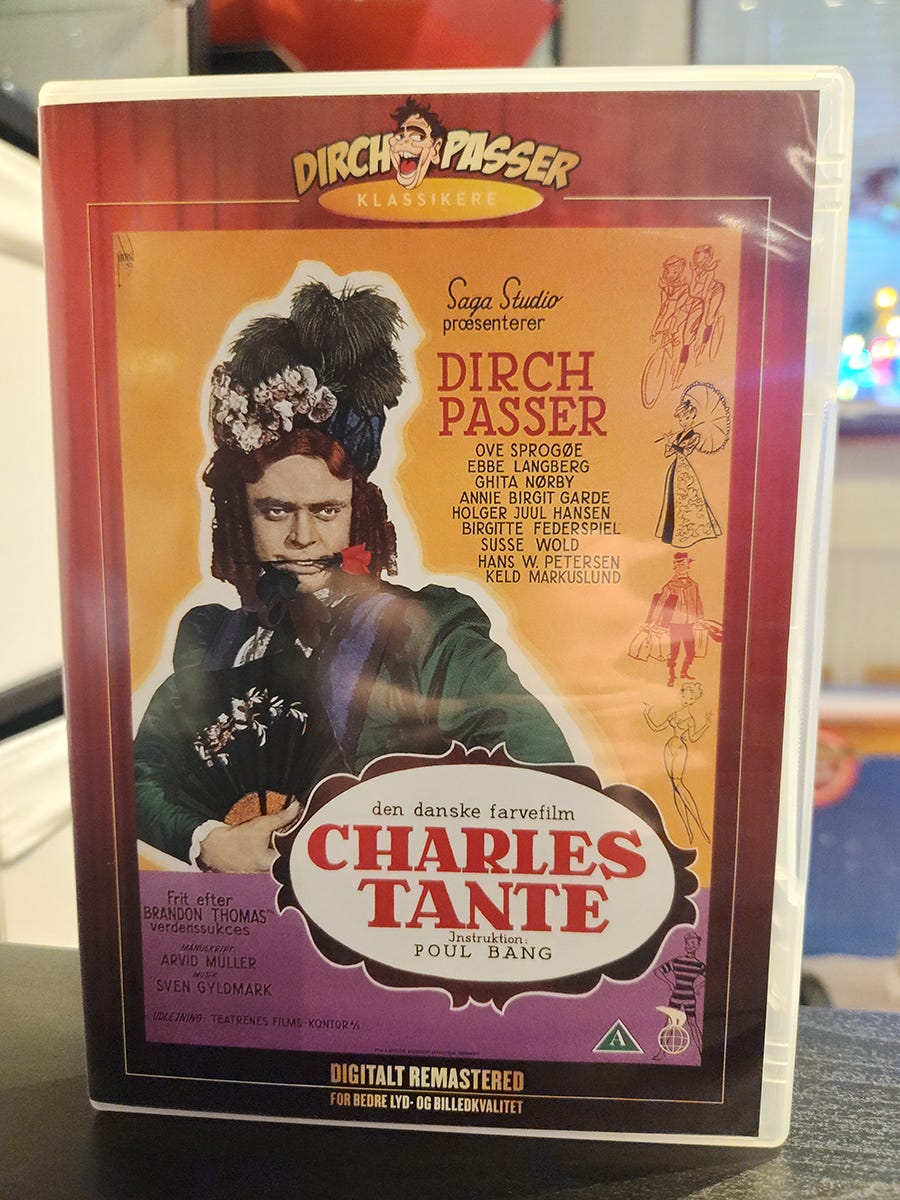 DIRCH PASSER
KLASSIKERE
Saga Studio
præsenterer
DIRCH
PASSER
OVE SPROGØE
EBBE LANGBERG
GHITA NØRBY
ANNIE BIRGIT GARDE
HOLGER JUUL HANSEN
BIRGITTE FEDERSPIEL
SUSSE WOLD
HANS W. PETERSEN
KELD MARKUSLUND
den danske farvefilm
CHARLES
TANTE
Instruktion:
POUL BANG
Frit efter
BRANDON THOMAS'
verdenssukces
MANUSKRIPT:
ARVID MÜLLER
MUSIK:
SVEN GYLDMARK
UDLEJNING: TEATRENES FILMS-KONTOR A/S
A
DIGITALT REMASTERED
FOR BEDRE LYD- OG BILLEDKVALITET